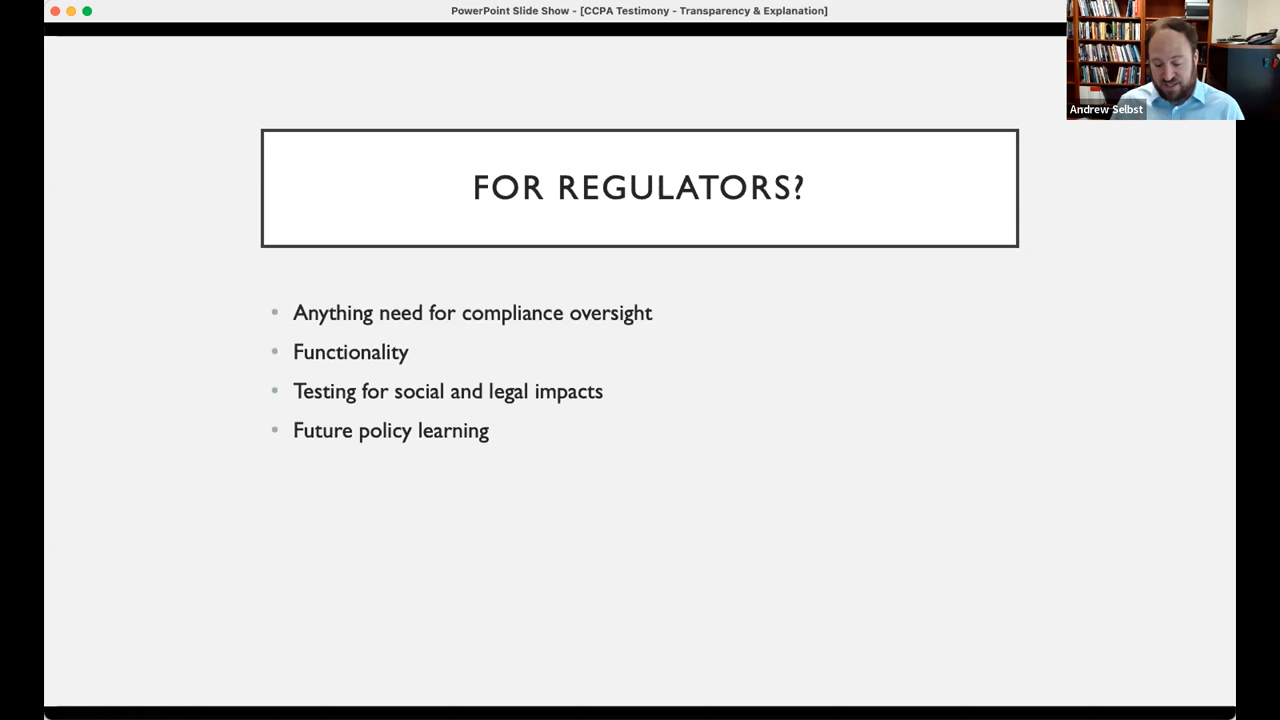 PowerPoint Slide Show - [CCPA Testimony - Transparency & Explanation]
Andrew Selbst
FOR REGULATORS?
• Anything need for compliance oversight
• Functionality
• Testing for social and legal impacts
• Future policy learning